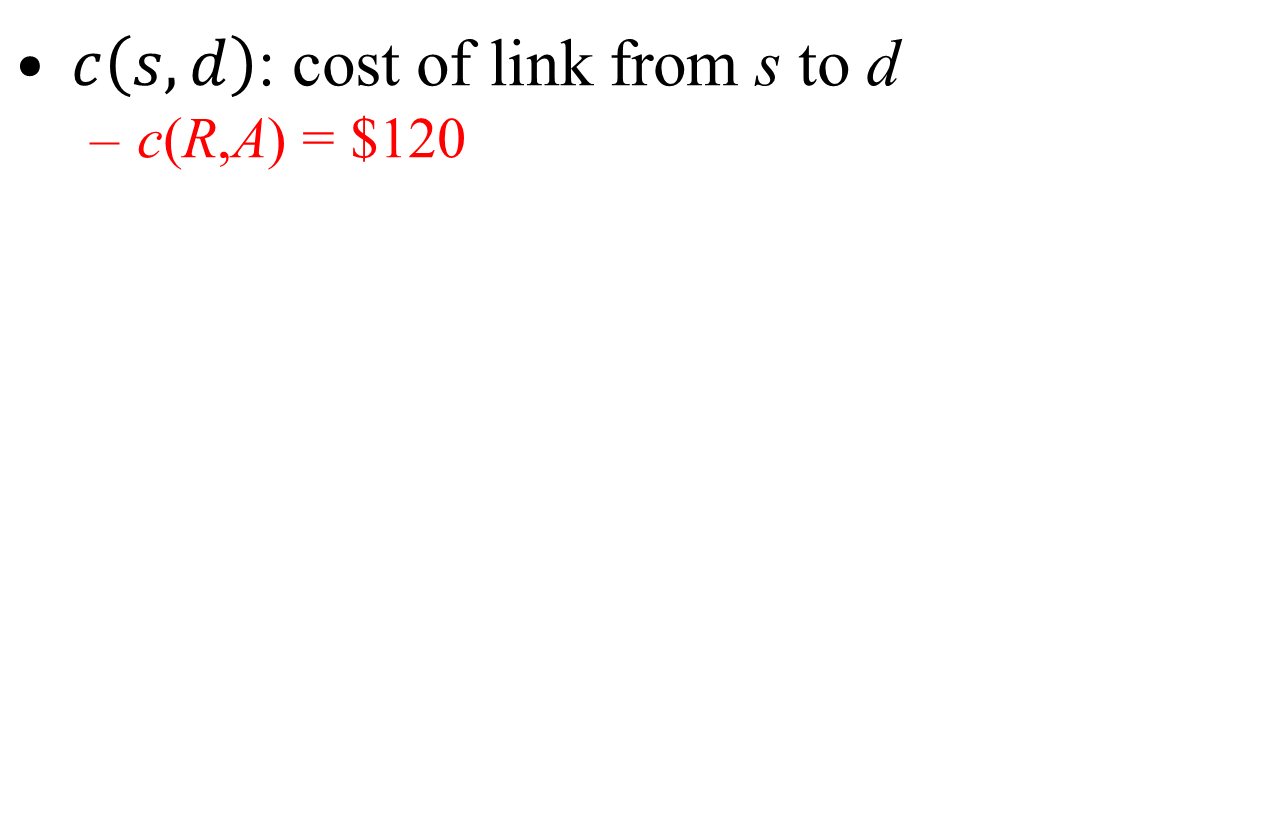 • c(s,d): cost of link from s to d
– c(R,A) = $120